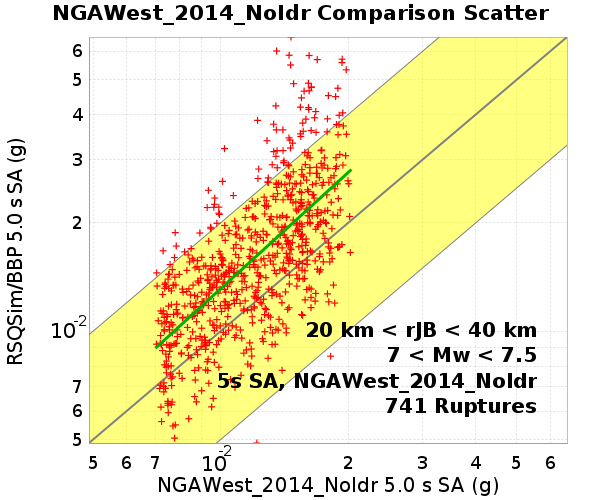 NGAWest_2014_NoIdr Comparison Scatter
RSQSim/BBP 5.0 s SA (g)
6
5
4
3
2
10^-2
7
6
5
20 km < rJB < 40 km
7 < Mw < 7.5
5s SA, NGAWest_2014_NoIdr
741 Ruptures
5 6 7 10^-2 2 3 4 5 6
NGAWest_2014_NoIdr 5.0 s SA (g)